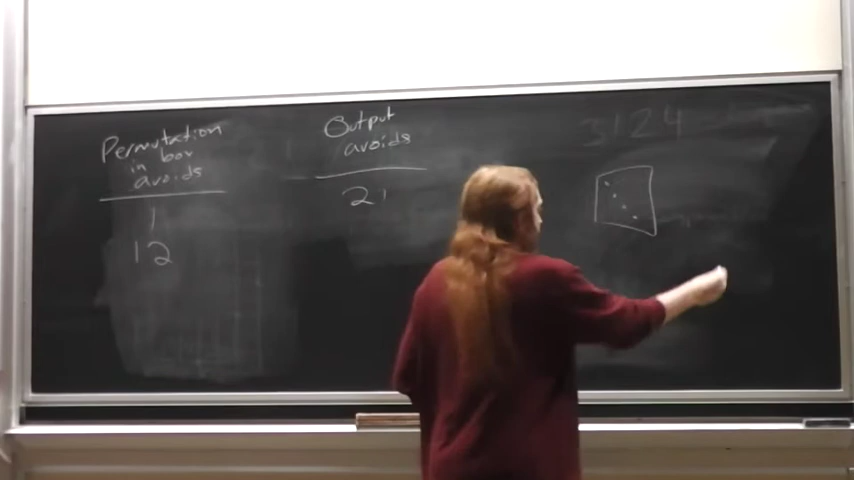 Permutation
in box
avoids
Output
avoids
1
21
12
3124